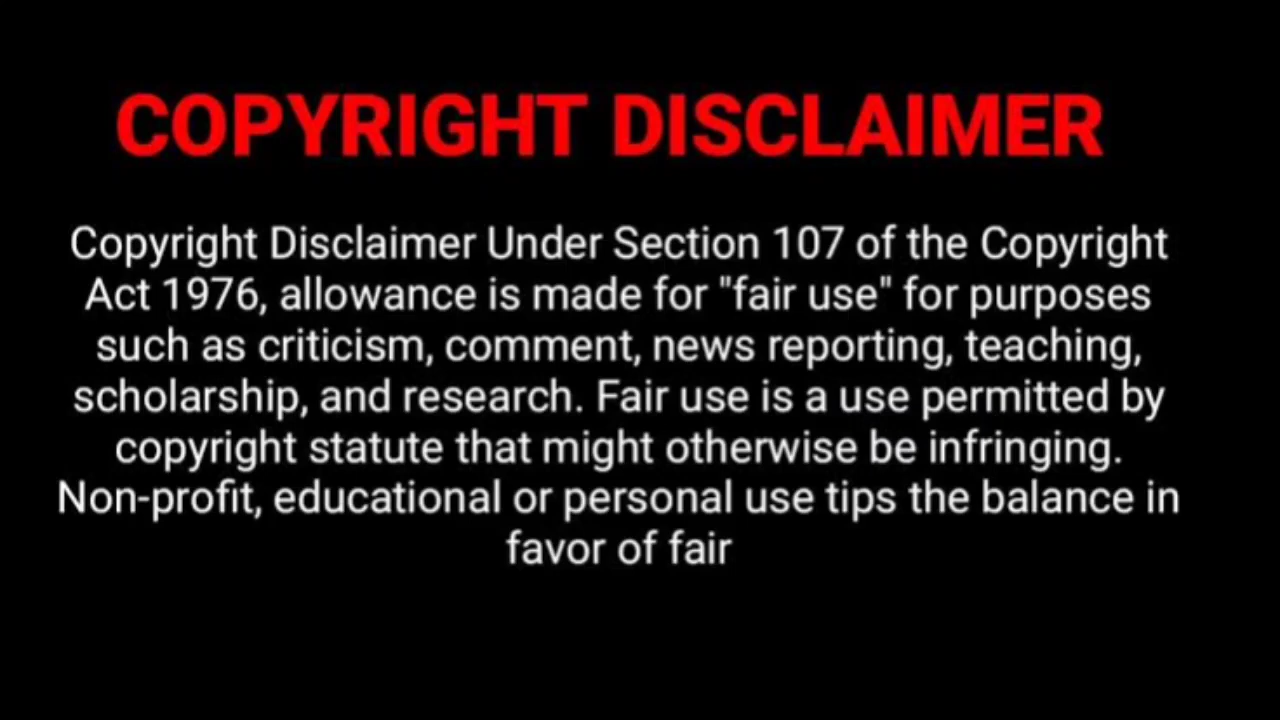 COPYRIGHT DISCLAIMER
Copyright Disclaimer Under Section 107 of the Copyright
Act 1976, allowance is made for "fair use" for purposes
such as criticism, comment, news reporting, teaching,
scholarship, and research. Fair use is a use permitted by
copyright statute that might otherwise be infringing.
Non-profit, educational or personal use tips the balance in
favor of fair